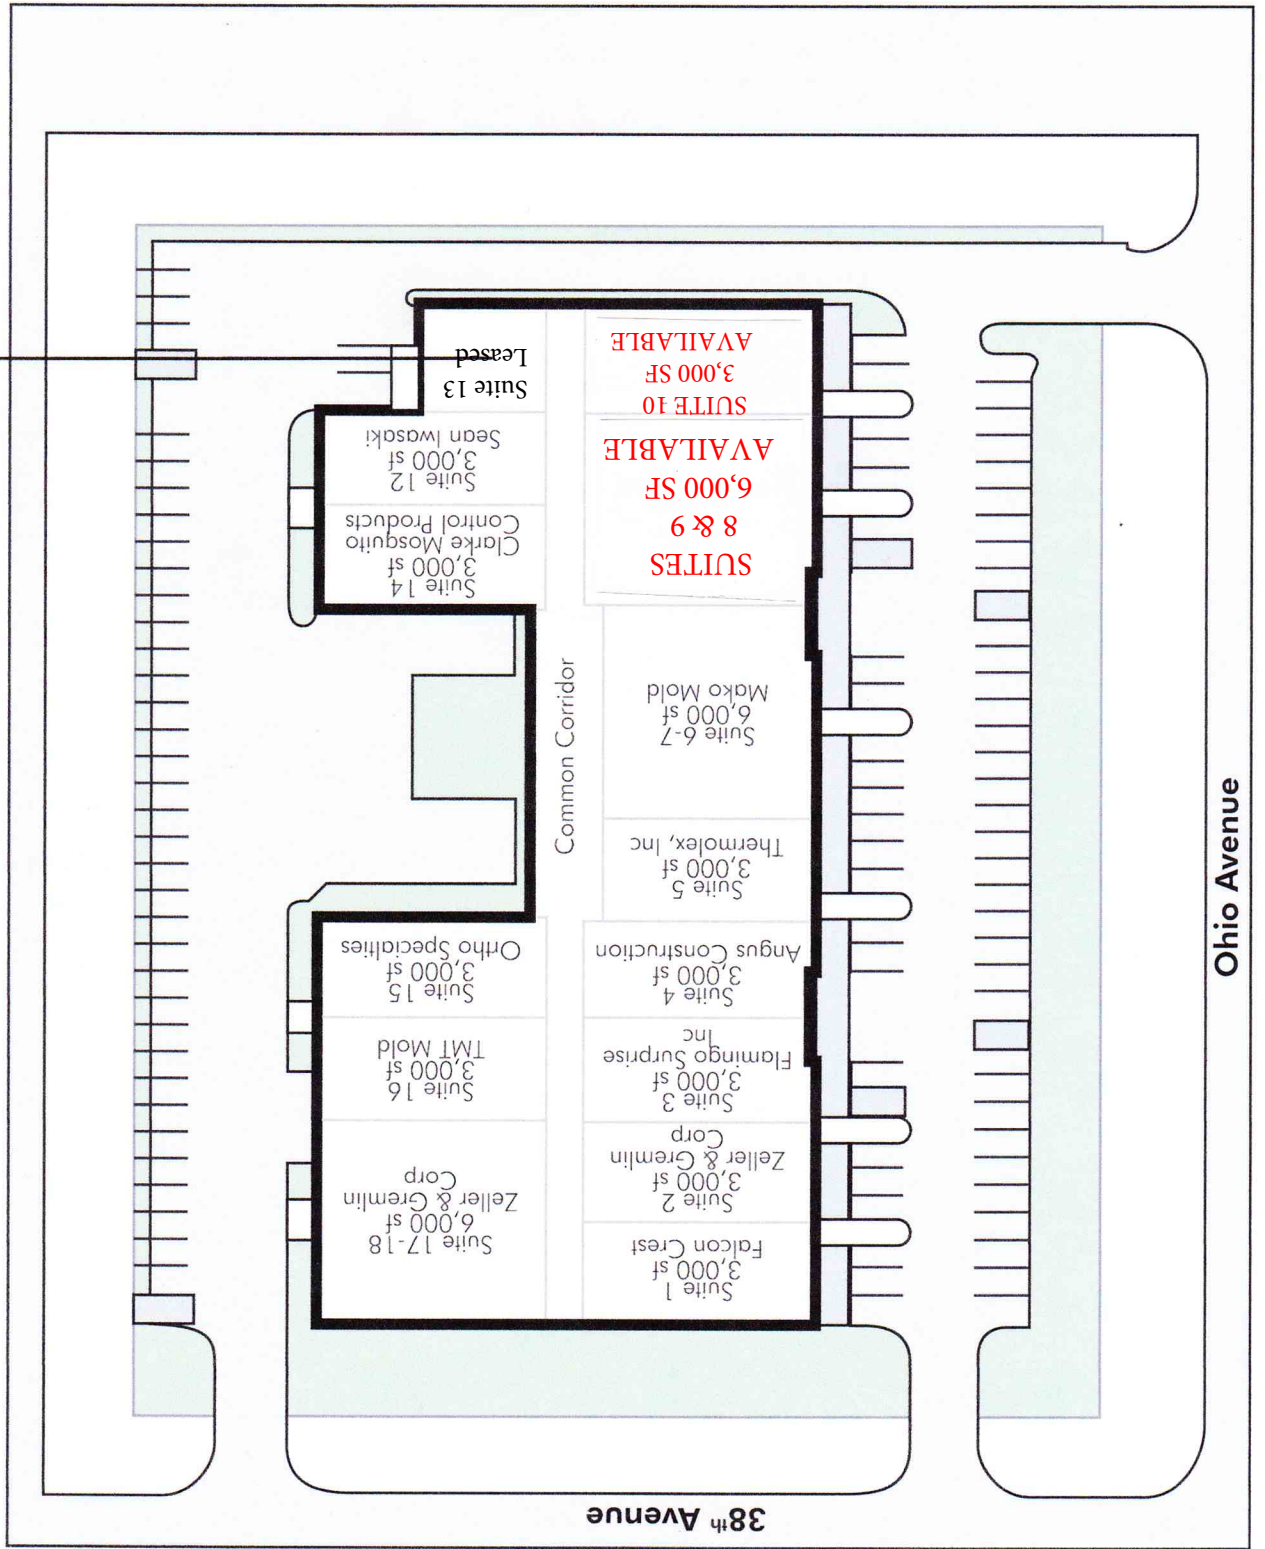 38th Avenue
Suite 1
3,000 sf
Falcon Crest
Suite 2
3,000 sf
Zeller & Gremlin
Corp
Suite 3
3,000 sf
Flamingo Surprise
Inc
Suite 4
3,000 sf
Angus Construction
Suite 5
3,000 sf
Thermolex, Inc
Suite 6-7
6,000 sf
Mako Mold
SUITES
8 & 9
6,000 SF
AVAILABLE
SUITE 10
3,000 SF
AVAILABLE
Suite 17-18
6,000 sf
Zeller & Gremlin
Corp
Suite 16
3,000 sf
TMT Mold
Suite 15
3,000 sf
Ortho Specialties
Common Corridor
Suite 14
3,000 sf
Clarke Mosquito
Control Products
Suite 12
3,000 sf
Sean Iwasaki
Suite 13
Leased
Ohio Avenue